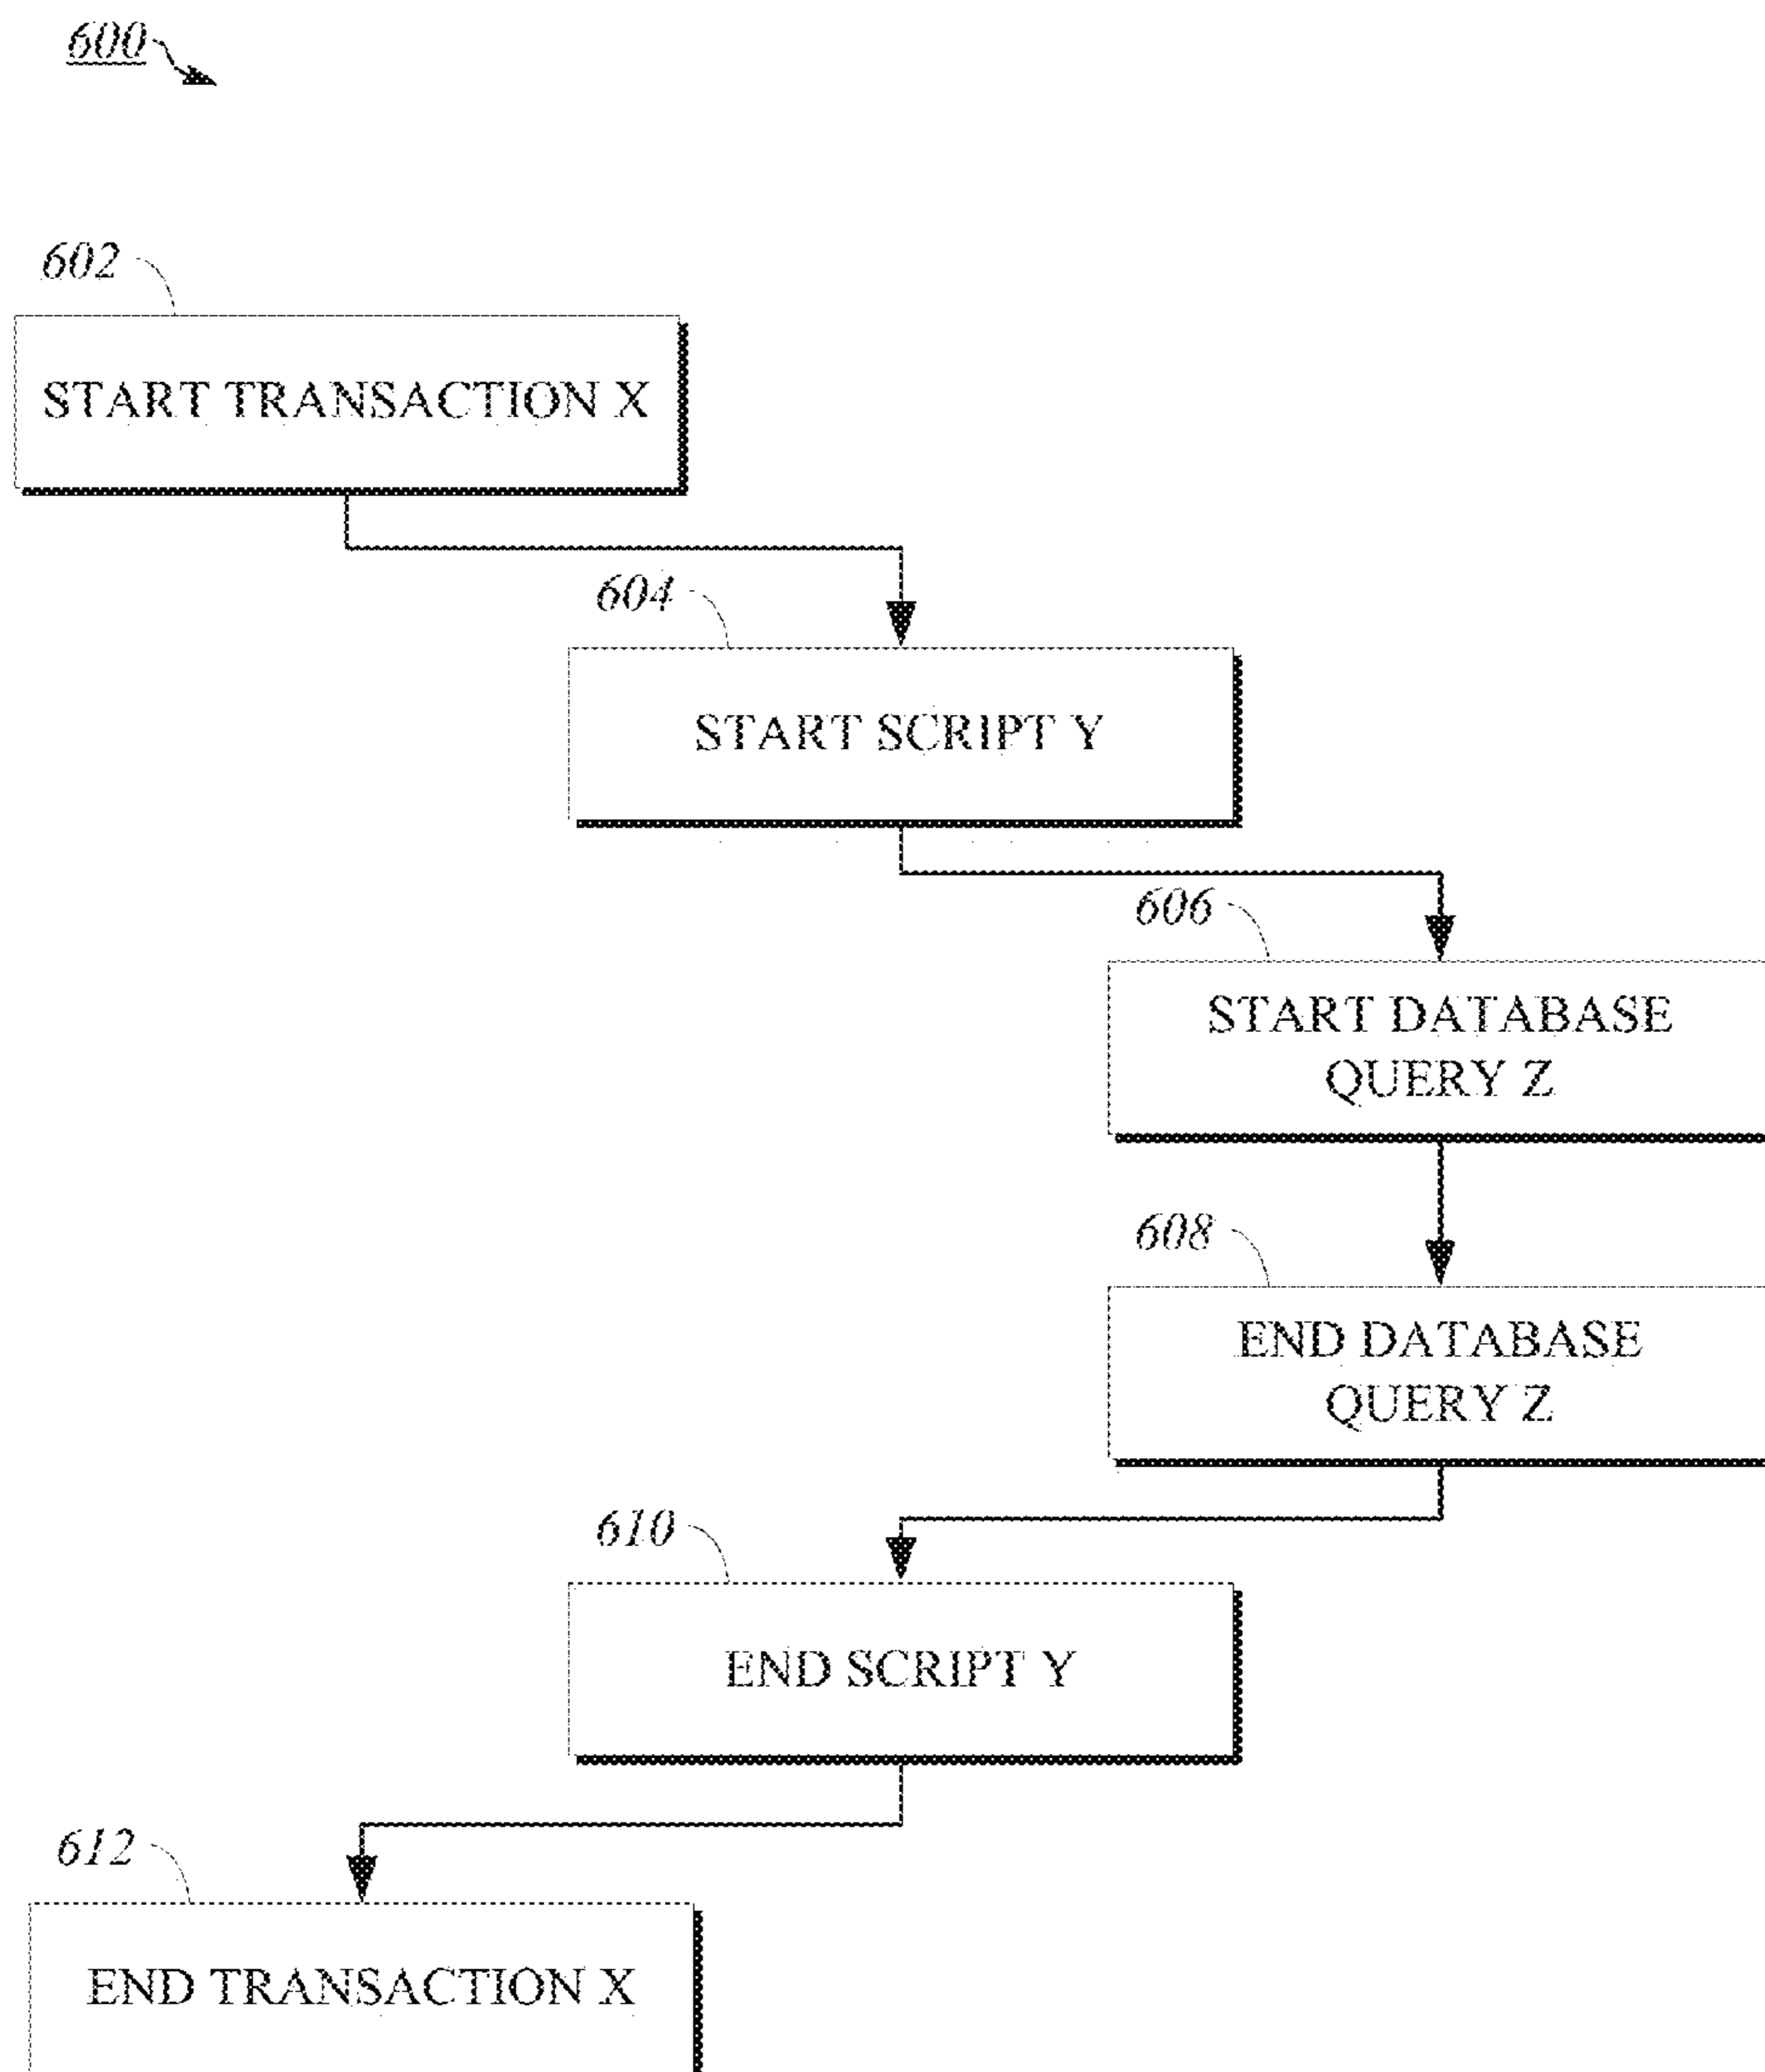 600
602
START TRANSACTION X
604
START SCRIPT Y
606
START DATABASE
QUERY Z
608
END DATABASE
QUERY Z
610
END SCRIPT Y
612
END TRANSACTION X